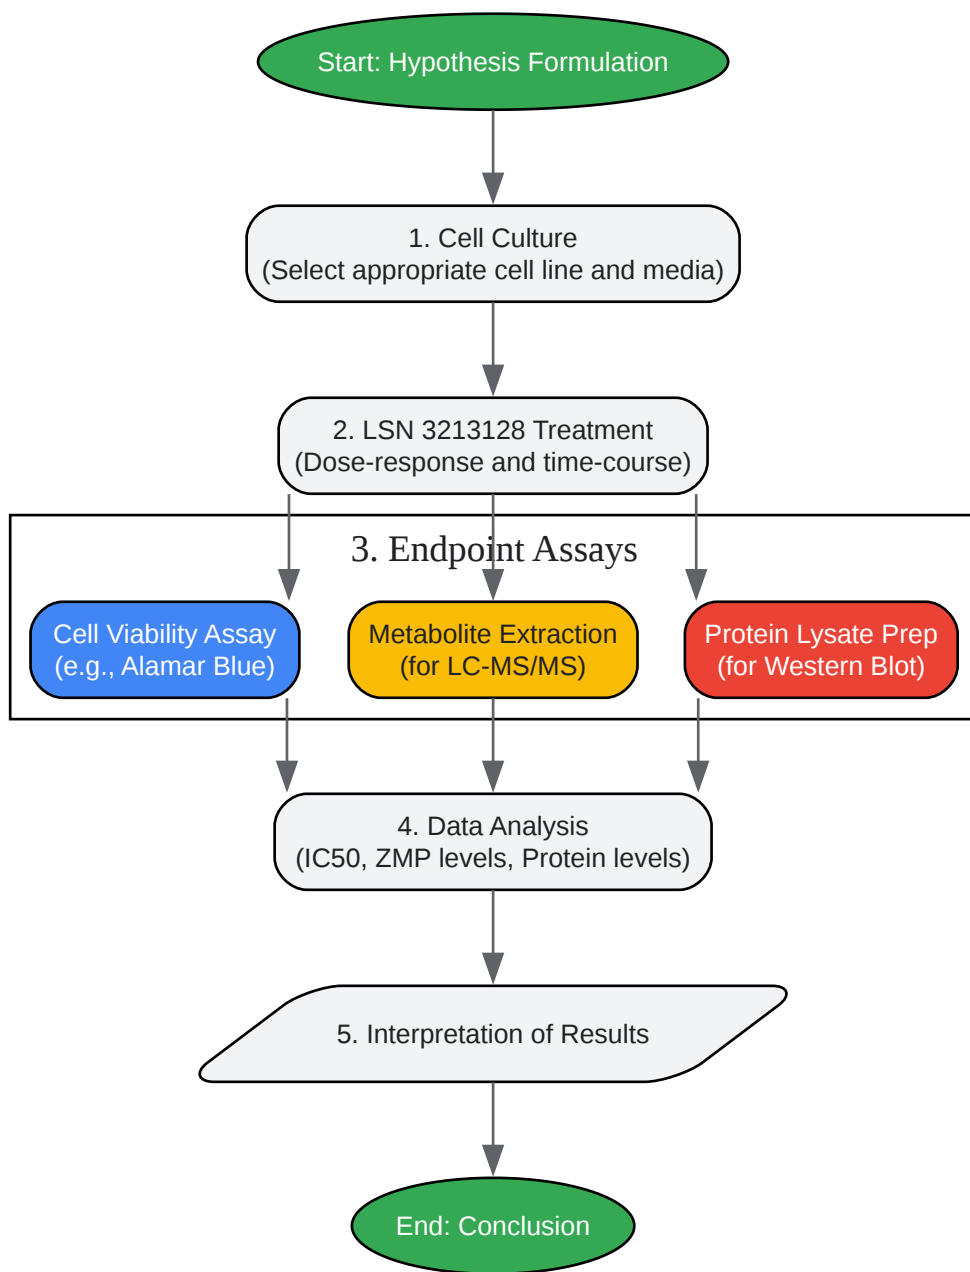 Start: Hypothesis Formulation
1. Cell Culture
(Select appropriate cell line and media)
2. LSN 3213128 Treatment
(Dose-response and time-course)
3. Endpoint Assays
Cell Viability Assay
(e.g., Alamar Blue)
Metabolite Extraction
(for LC-MS/MS)
Protein Lysate Prep
(for Western Blot)
4. Data Analysis
(IC50, ZMP levels, Protein levels)
5. Interpretation of Results
End: Conclusion